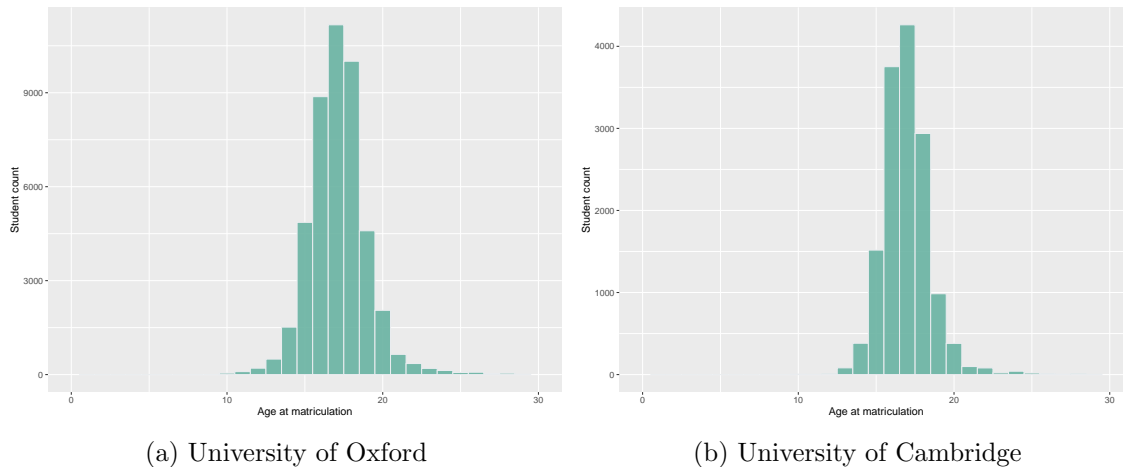 9000
6000
3000
0
0
10
20
30
Student count
Age at matriculation
(a) University of Oxford
4000
3000
2000
1000
0
0
10
20
30
Student count
Age at matriculation
(b) University of Cambridge